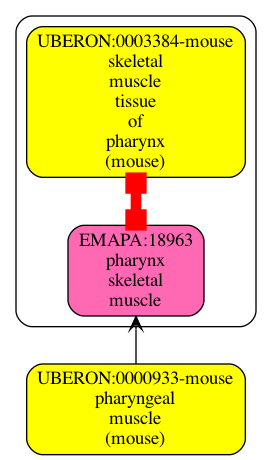 UBERON:0003384-mouse
skeletal
muscle
tissue
of
pharynx
(mouse)
EMAPA:18963
pharynx
skeletal
muscle
UBERON:0000933-mouse
pharyngeal
muscle
(mouse)